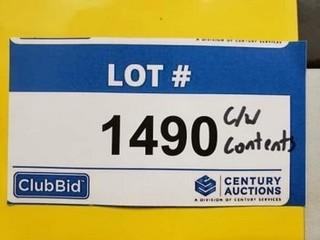 A DIVISION OF CENTURY SERVICES
LOT #
1490 C/W Contents
ClubBid
CENTURY AUCTIONS
A DIVISION OF CENTURY SERVICES